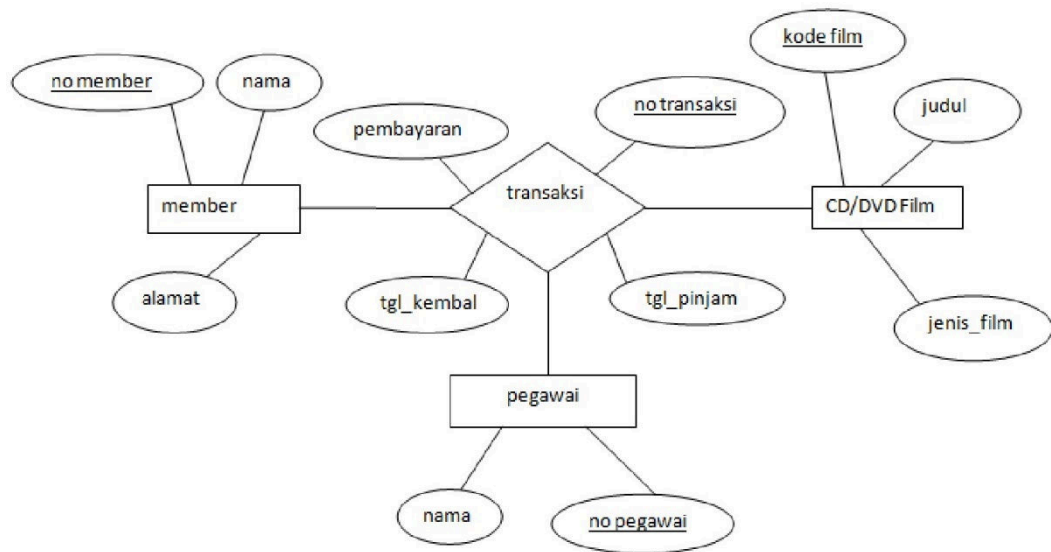 kode film
no member
nama
no transaksi
judul
pembayaran
transaksi
member
CD/DVD Film
alamat
tgl_kembal
tgl_pinjam
jenis_film
pegawai
nama
no pegawai